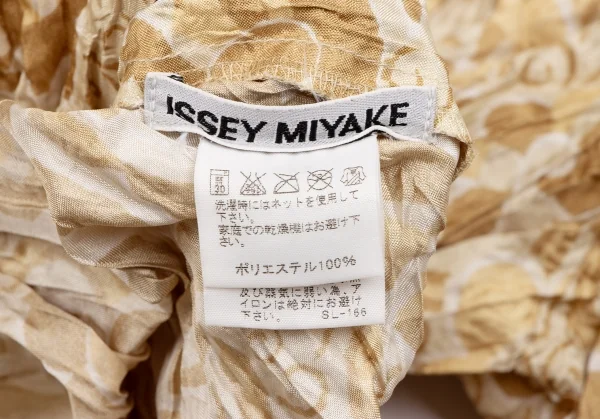 ISSEY MIYAKE
弱
30
洗濯時にはネットを使用して
下さい。
家庭での乾燥機はお避け下
さい。
ポリエステル100%
及び蒸気に弱い為、ア
イロンは絶対にお避け
下さい。 SL-166